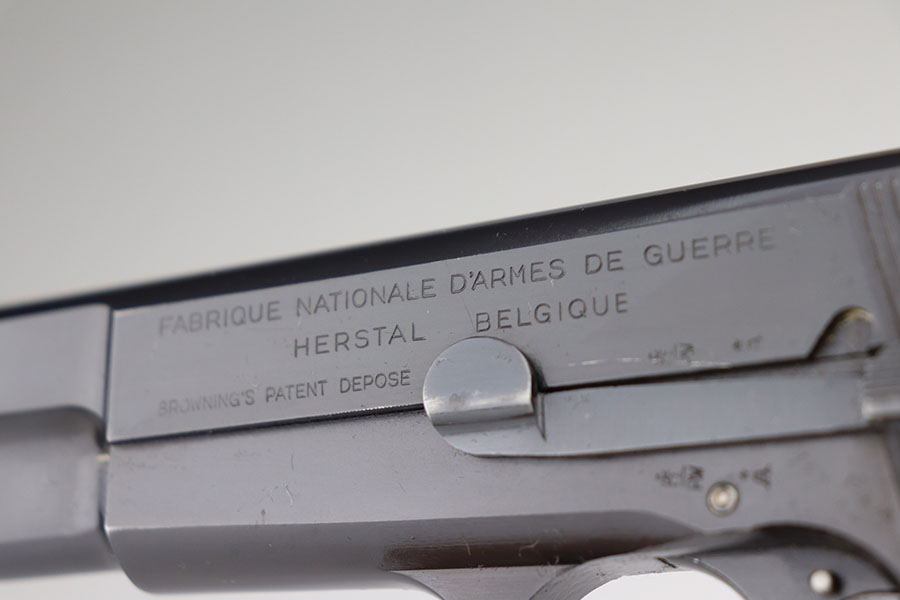 FABRIQUE NATIONALE D'ARMES DE GUERRE
HERSTAL BELGIQUE
BROWNING'S PATENT DEPOSE